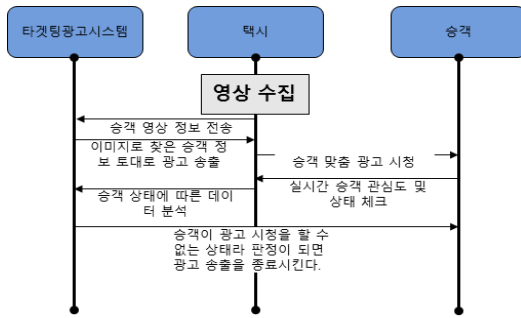 타겟팅광고시스템
택시
승객
영상 수집
승객 영상 정보 전송
이미지로 찾은 승객 정
보 토대로 광고 송출
승객 맞춤 광고 시청
실시간 승객 관심도 및
상태 체크
승객 상태에 따른 데이
터 분석
승객이 광고 시청을 할 수
없는 상태라 판정이 되면
광고 송출을 종료시킨다.